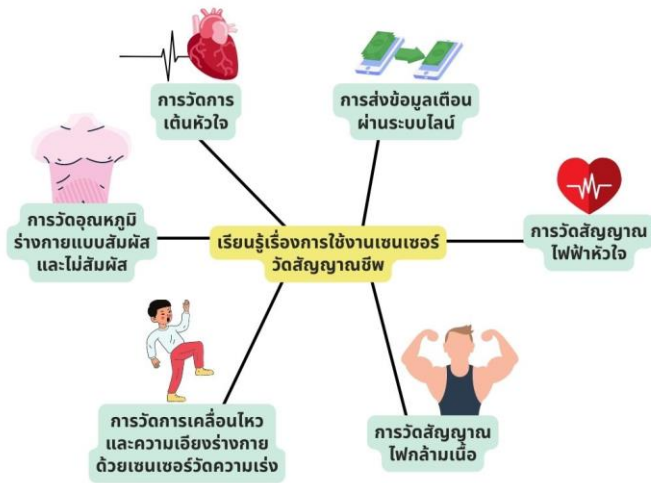 การวัดการ
เต้นหัวใจ
การส่งข้อมูลเตือน
ผ่านระบบไลน์
การวัดอุณหภูมิ
ร่างกายแบบสัมผัส
และไม่สัมผัส
เรียนรู้เรื่องการใช้งานเซนเซอร์
วัดสัญญาณชีพ
การวัดสัญญาณ
ไฟฟ้าหัวใจ
การวัดการเคลื่อนไหว
และความเอียงร่างกาย
ด้วยเซนเซอร์วัดความเร่ง
การวัดสัญญาณ
ไฟกล้ามเนื้อ